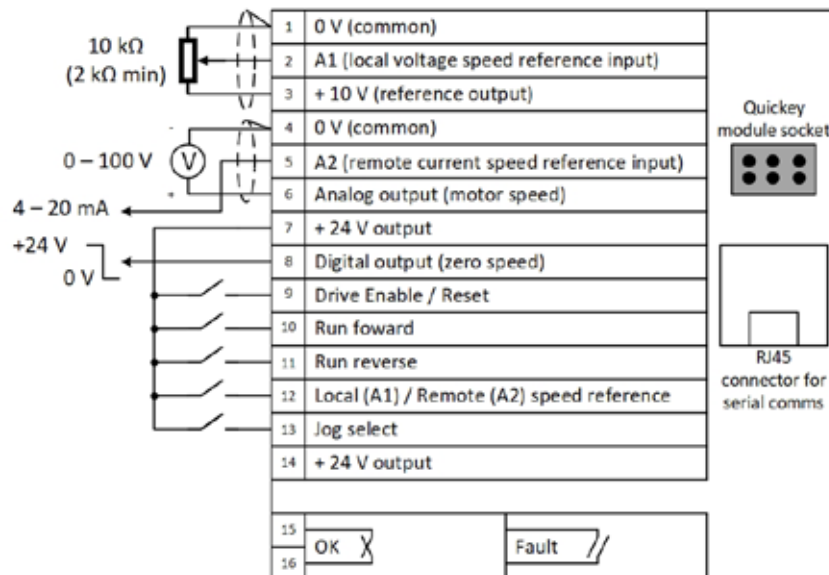 10 kΩ
(2 kΩ min)
0 – 100 V
V
-
+
4 – 20 mA
+24 V
0 V
1 0 V (common)
2 A1 (local voltage speed reference input)
3 + 10 V (reference output)
4 0 V (common)
5 A2 (remote current speed reference input)
6 Analog output (motor speed)
7 + 24 V output
8 Digital output (zero speed)
9 Drive Enable / Reset
10 Run foward
11 Run reverse
12 Local (A1) / Remote (A2) speed reference
13 Jog select
14 + 24 V output
15
16
OK
Fault
Quickey
module socket
RJ45
connector for
serial comms